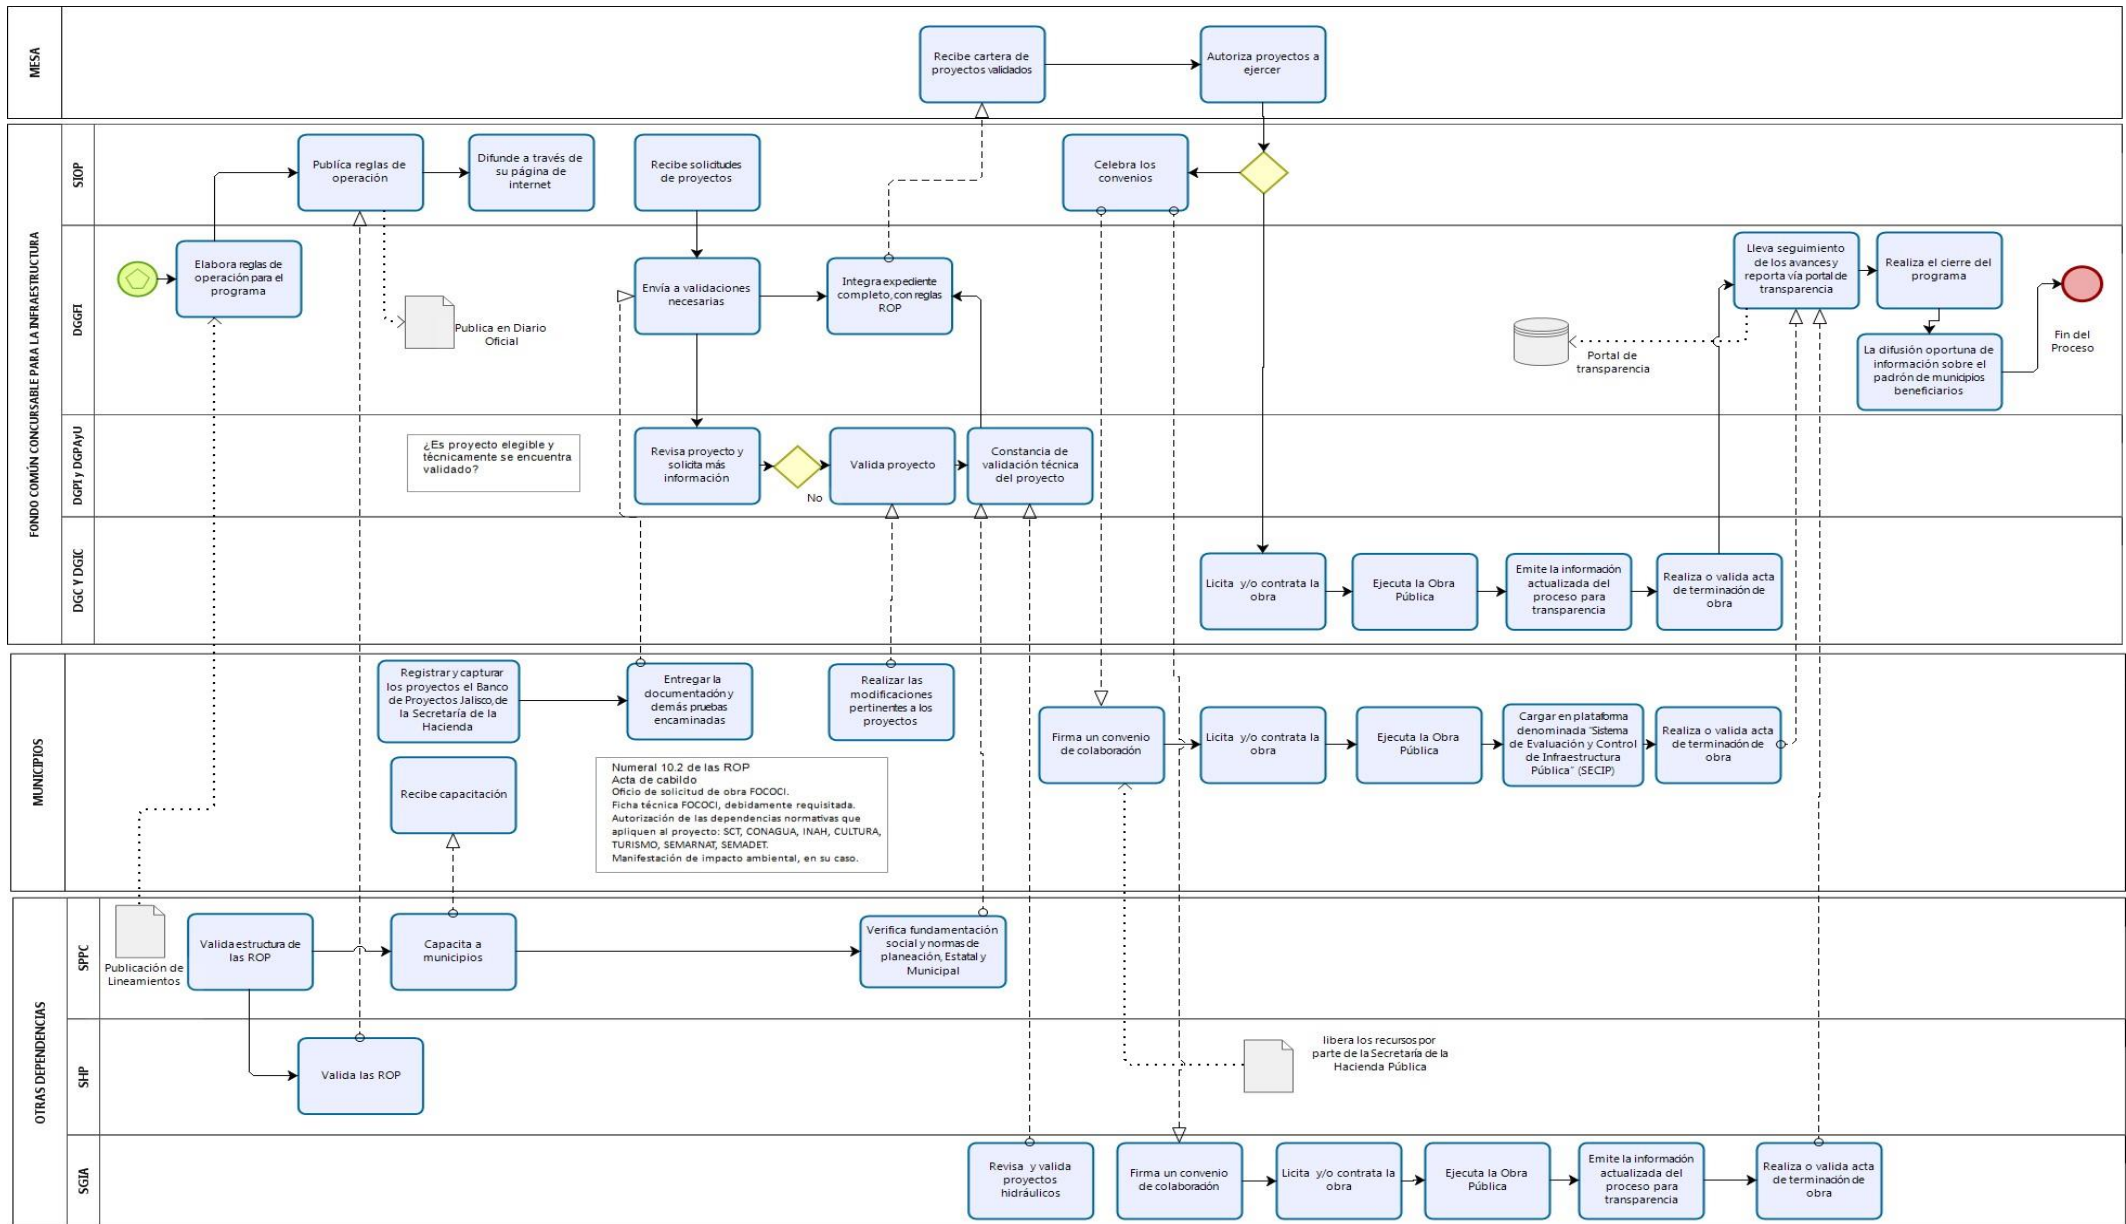 MESA
Recibe cartera de
proyectos validados
Autoriza proyectos a
ejercer
FONDO COMÚN CONCURSABLE PARA LA INFRAESTRUCTURA
SIOP
Publíca reglas de
operación
Difunde a través de
su página de
internet
Recibe solicitudes
de proyectos
Celebra los
convenios
DGGFI
Elabora reglas de
operación para el
programa
Publica en Diario
Oficial
Envía a validaciones
necesarias
Integra expediente
completo, con reglas
ROP
Portal de
transparencia
Lleva seguimiento
de los avances y
reporta vía portal de
transparencia
Realiza el cierre del
programa
La difusión oportuna de
información sobre el
padrón de municipios
beneficiarios
Fin del
Proceso
DGPI y DGPAyU
¿Es proyecto elegible y
técnicamente se encuentra
validado?
Revisa proyecto y
solicita más
información
No
Valida proyecto
Constancia de
validación técnica
del proyecto
DGC Y DGIC
Licita y/o contrata la
obra
Ejecuta la Obra
Pública
Emite la información
actualizada del
proceso para
transparencia
Realiza o valida acta
de terminación de
obra
MUNICIPIOS
Registrar y capturar
los proyectos el Banco
de Proyectos Jalisco, de
la Secretaría de la
Hacienda
Entregar la
documentación y
demás pruebas
encaminadas
Realizar las
modificaciones
pertinentes a los
proyectos
Firma un convenio
de colaboración
Licita y/o contrata la
obra
Ejecuta la Obra
Pública
Cargar en plataforma
denominada "Sistema
de Evaluación y Control
de Infraestructura
Pública" (SECIP)
Realiza o valida acta
de terminación de
obra
Recibe capacitación
Numeral 10.2 de las ROP
Acta de cabildo
Oficio de solicitud de obra FOCOCI.
Ficha técnica FOCOCI, debidamente requisitada.
Autorización de las dependencias normativas que
apliquen al proyecto: SCT, CONAGUA, INAH, CULTURA,
TURISMO, SEMARNAT, SEMADET.
Manifestación de impacto ambiental, en su caso.
OTRAS DEPENDENCIAS
SPPC
Publicación de
Lineamientos
Valida estructura de
las ROP
Capacita a
municipios
Verifica fundamentación
social y normas de
planeación, Estatal y
Municipal
SHP
Valida las ROP
libera los recursos por
parte de la Secretaría de la
Hacienda Pública
SGIA
Revisa y valida
proyectos
hidráulicos
Firma un convenio
de colaboración
Licita y/o contrata la
obra
Ejecuta la Obra
Pública
Emite la información
actualizada del
proceso para
transparencia
Realiza o valida acta
de terminación de
obra